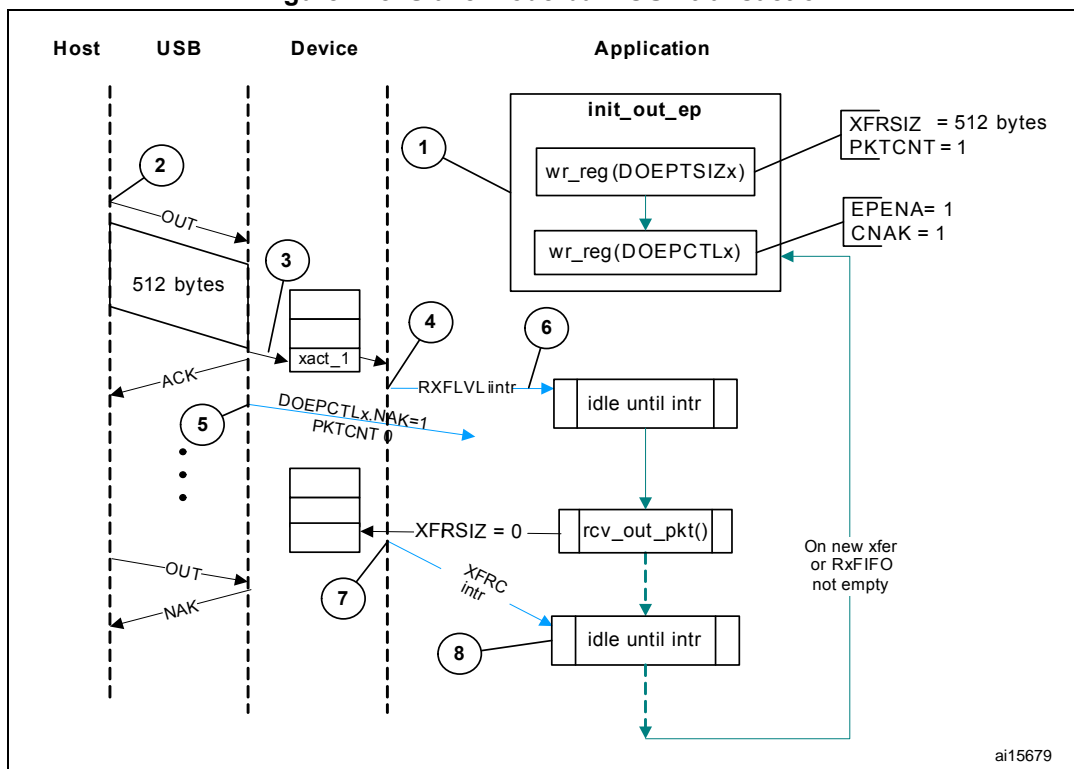 Host USB Device Application
init_out_ep
XFRSIZ = 512 bytes
PKTCNT = 1
1
wr_reg(DOEPTSIZx)
2
OUT
EPENA= 1
CNAK = 1
wr_reg(DOEPCTLx)
3
512 bytes
4
6
xact_1
ACK
RXFLVL iintr
idle until intr
DOEPCTLx.NAK=1
PKTCNT 0
5
XFRSIZ = 0
rcv_out_pkt()
On new xfer
or RxFIFO
not empty
OUT
XFRC
intr
7
NAK
idle until intr
8
ai15679